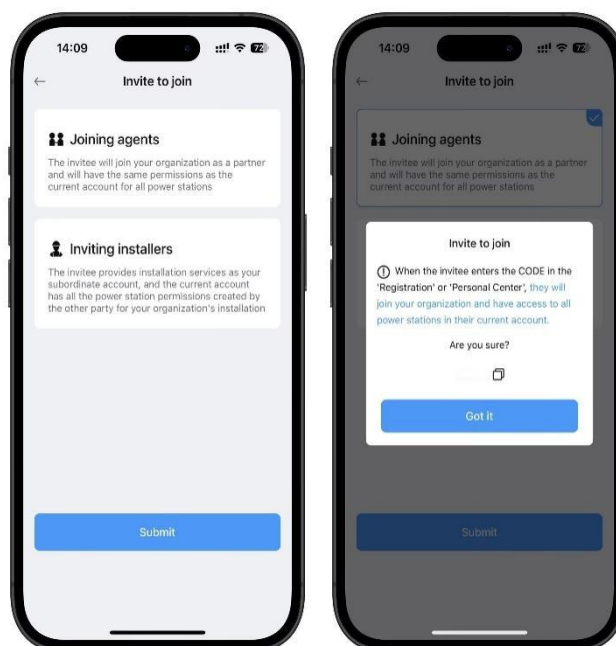 14:09
72
Invite to join
Joining agents
The invitee will join your organization as a partner
and will have the same permissions as the
current account for all power stations
Inviting installers
The invitee provides installation services as your
subordinate account, and the current account
has all the power station permissions created by
the other party for your organization's installation
Submit
14:09
72
Invite to join
Joining agents
The invitee will join your organization as a partner
and will have the same permissions as the
current account for all power stations
Invite to join
When the invitee enters the CODE in the
'Registration' or 'Personal Center', they will
join your organization and have access to all
power stations in their current account.
Are you sure?
Got it
Submit